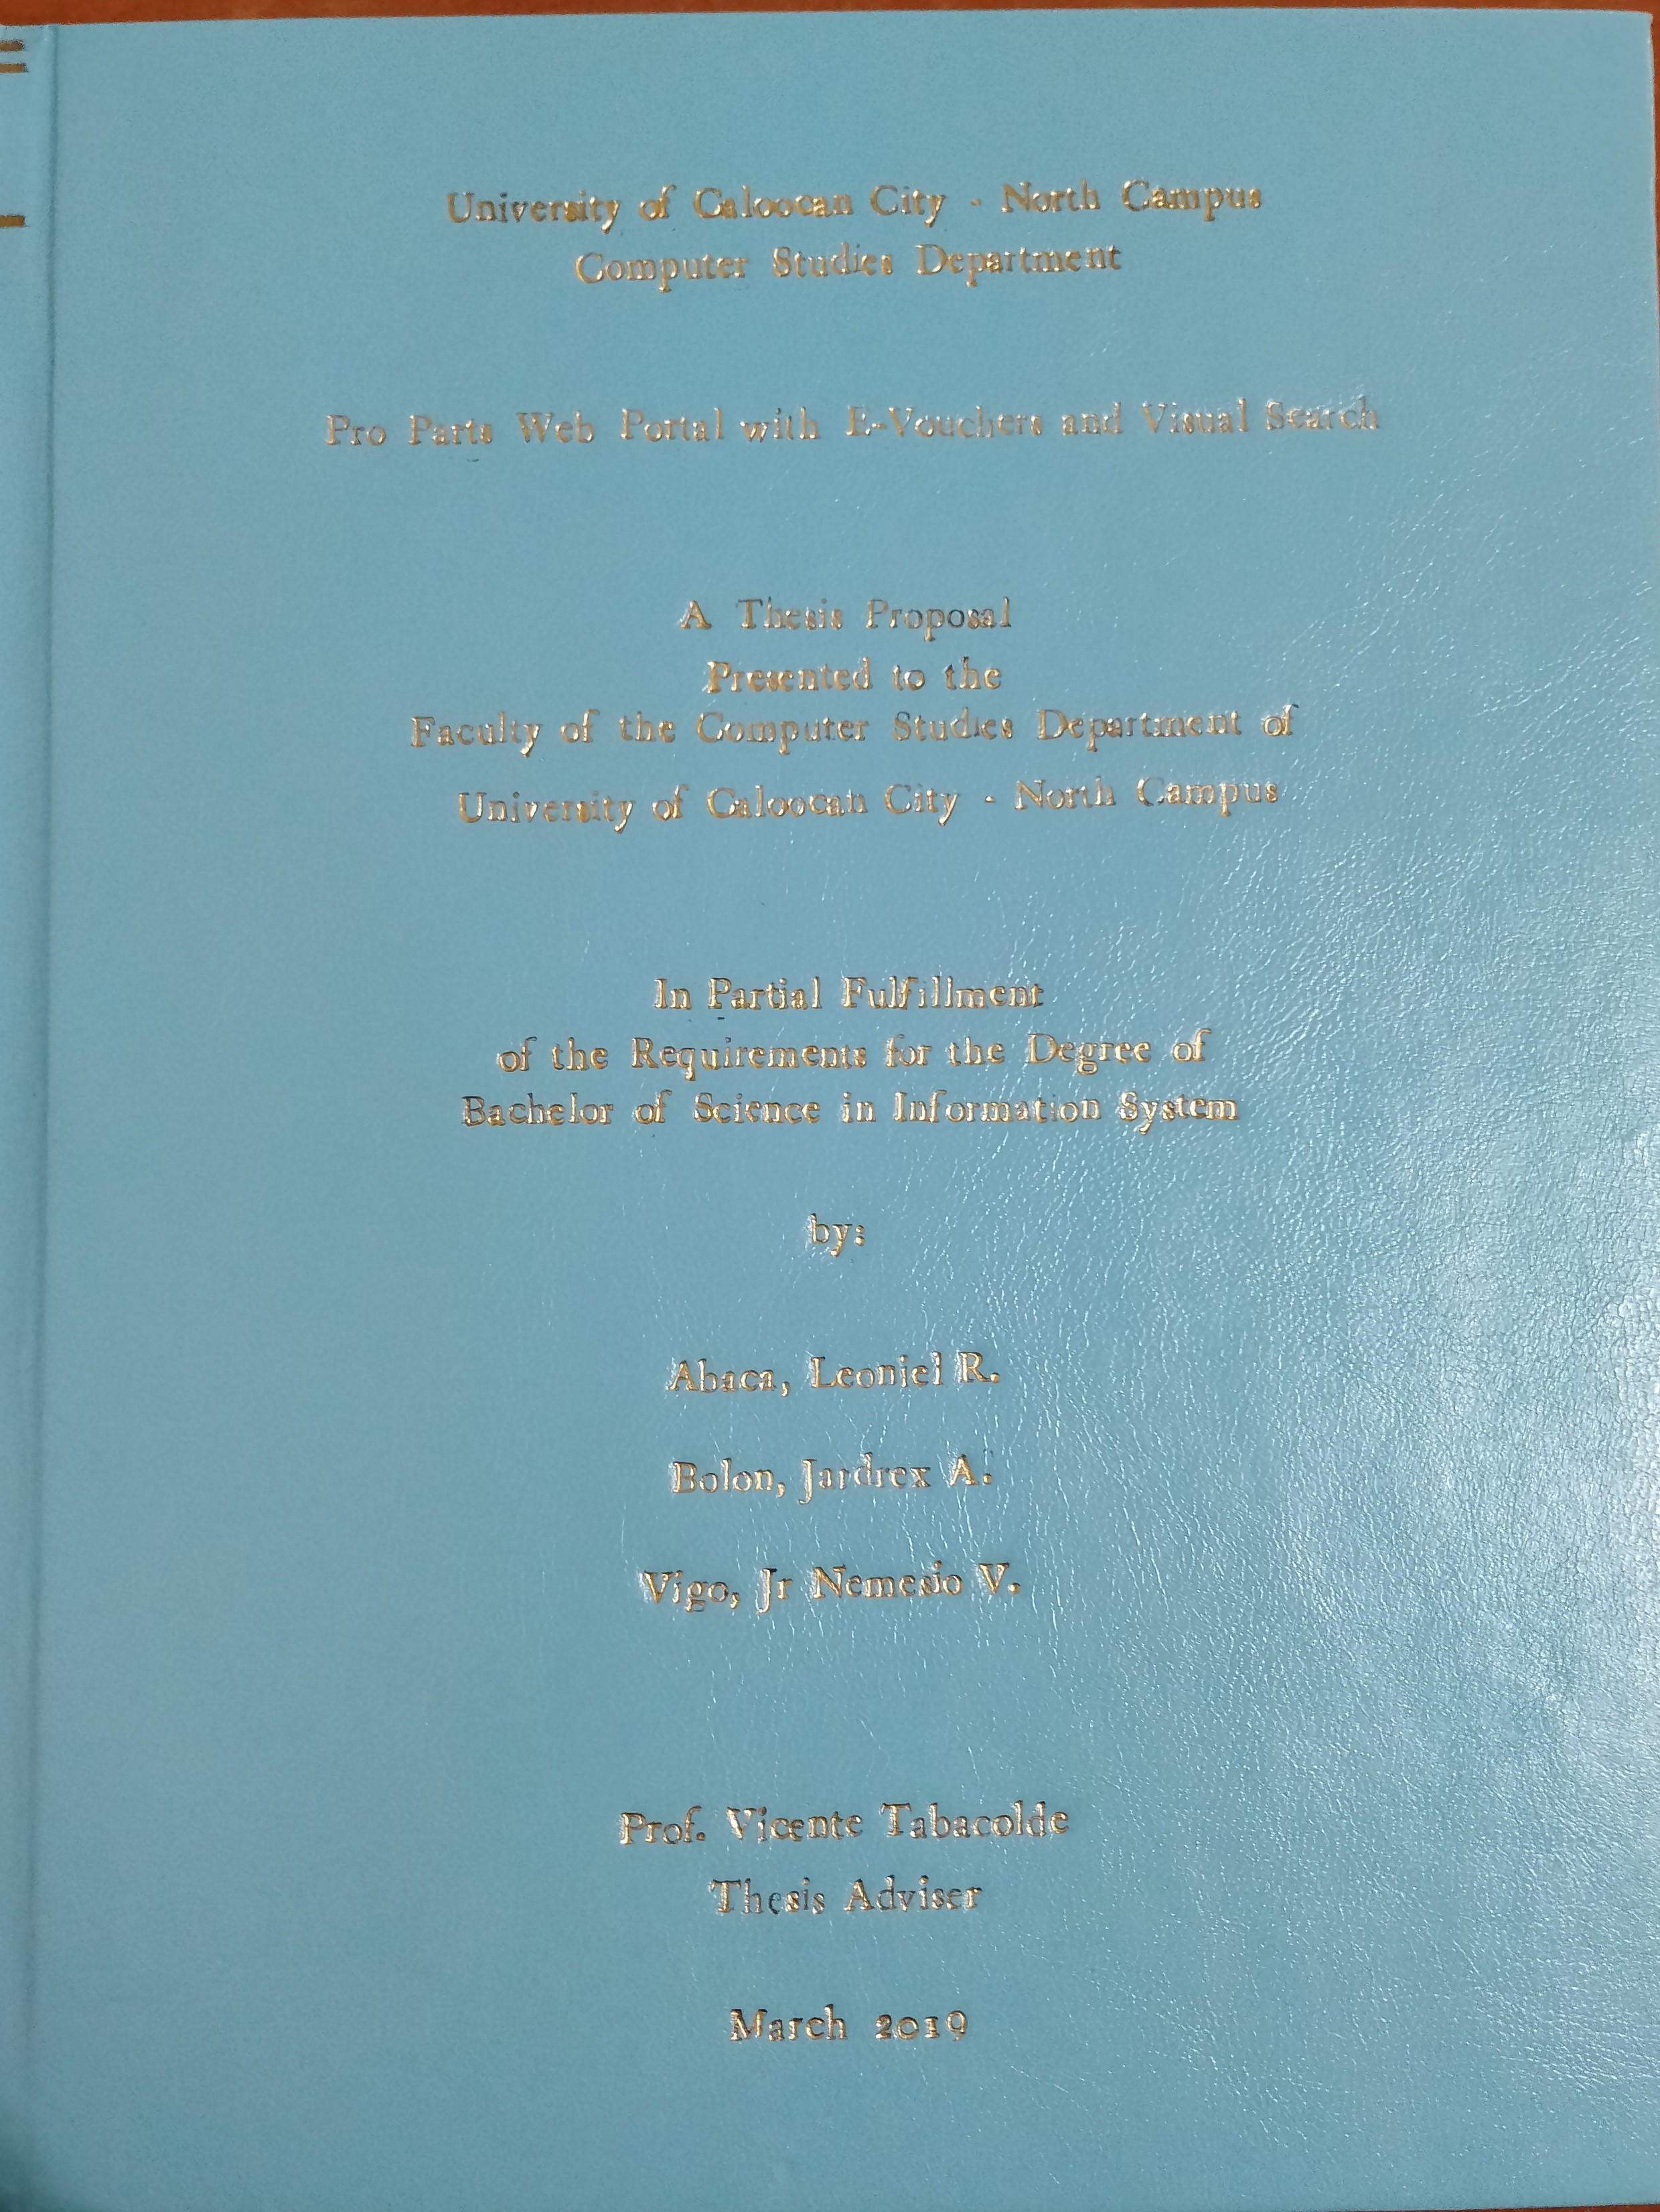 University of Caloocan City - North Campus
Computer Studies Department
Pro Parts Web Portal with E-Vouchers and Visual Search
A Thesis Proposal
Presented to the
Faculty of the Computer Studies Department of
University of Caloocan City - North Campus
In Partial Fulfillment
of the Requirements for the Degree of
Bachelor of Science in Information System
by:
Abaca, Leoniel R.
Bolon, Jardrex A.
Vigo, Jr Nemesio V.
Prof. Vicente Tabacolde
Thesis Adviser
March 2019